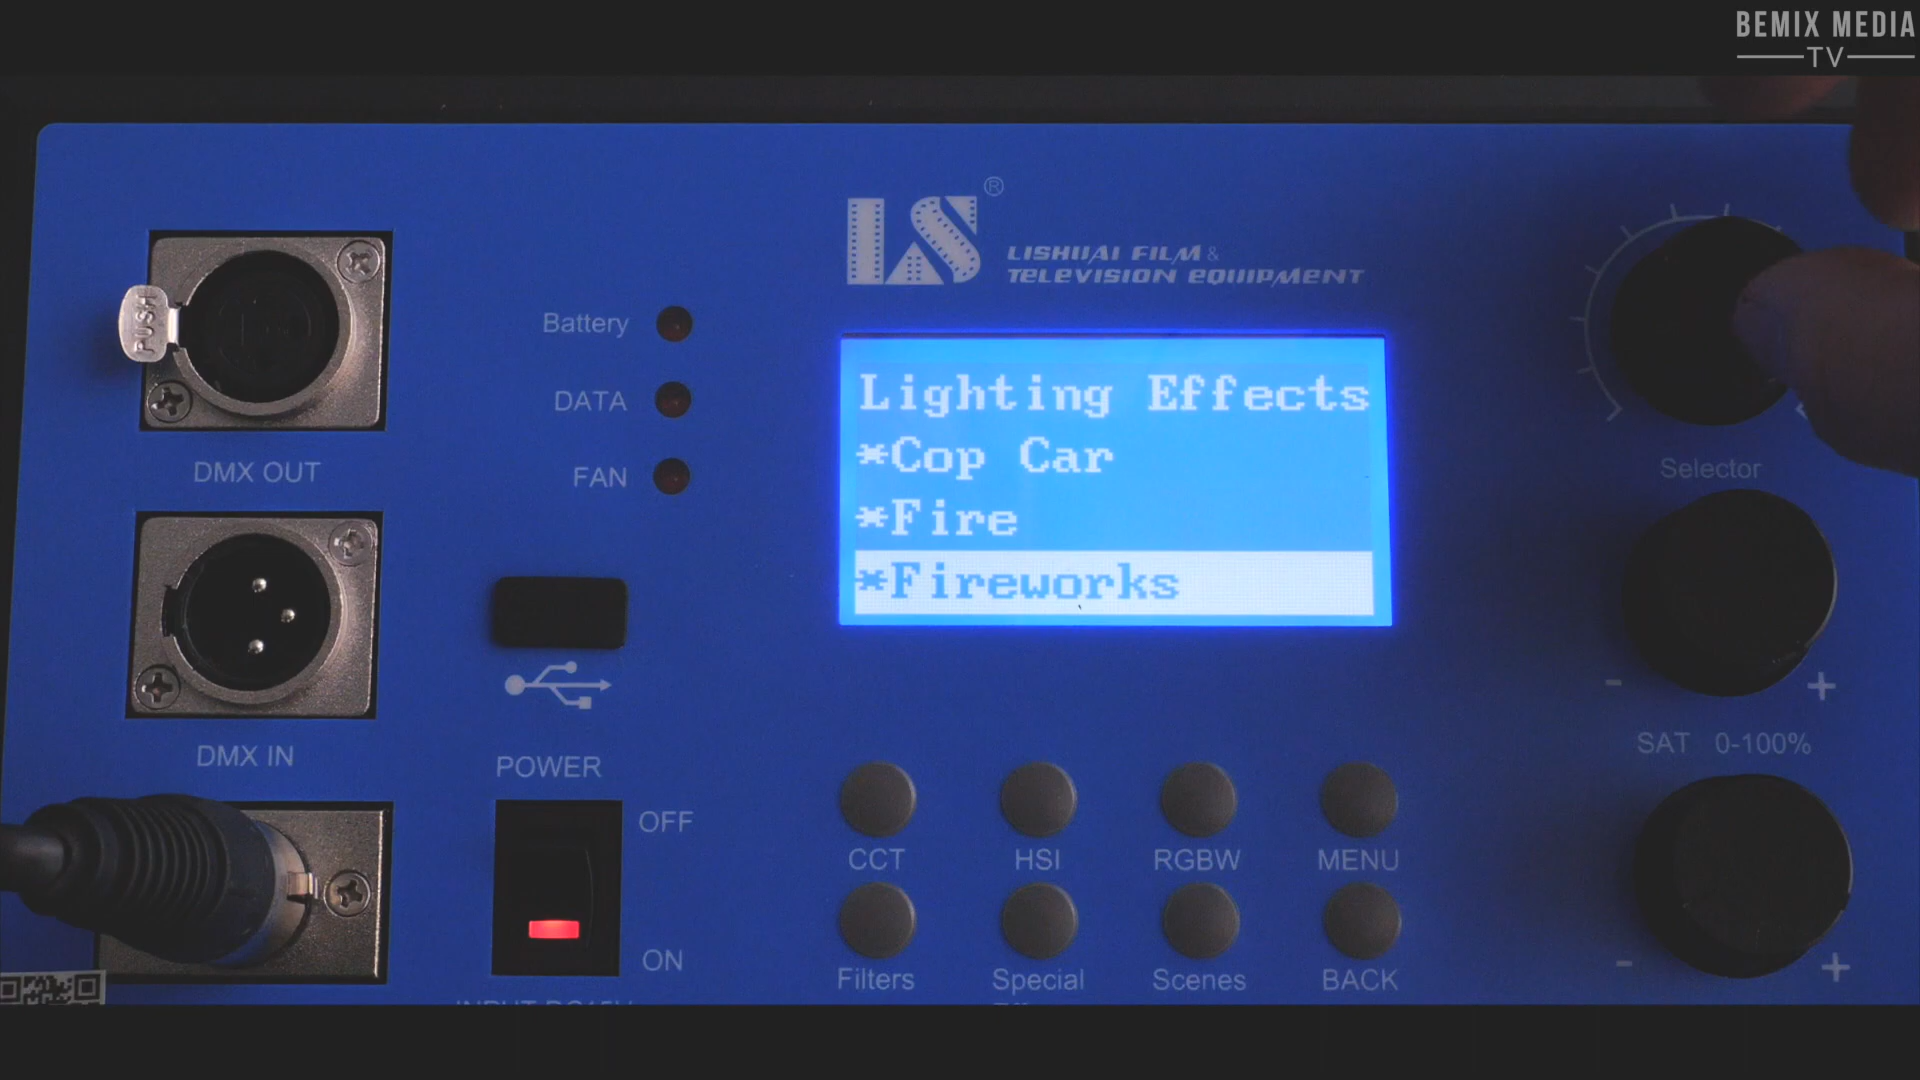 BEMIX MEDIA
TV
LS®
LISHUAI FILM &
TELEVISION EQUIPMENT
PUSH
Battery
DATA
FAN
DMX OUT
Lighting Effects
*Cop Car
*Fire
*Fireworks
Selector
- +
SAT 0-100%
DMX IN
POWER
OFF
ON
CCT
HSI
RGBW
MENU
Filters
Special
Scenes
BACK
- +